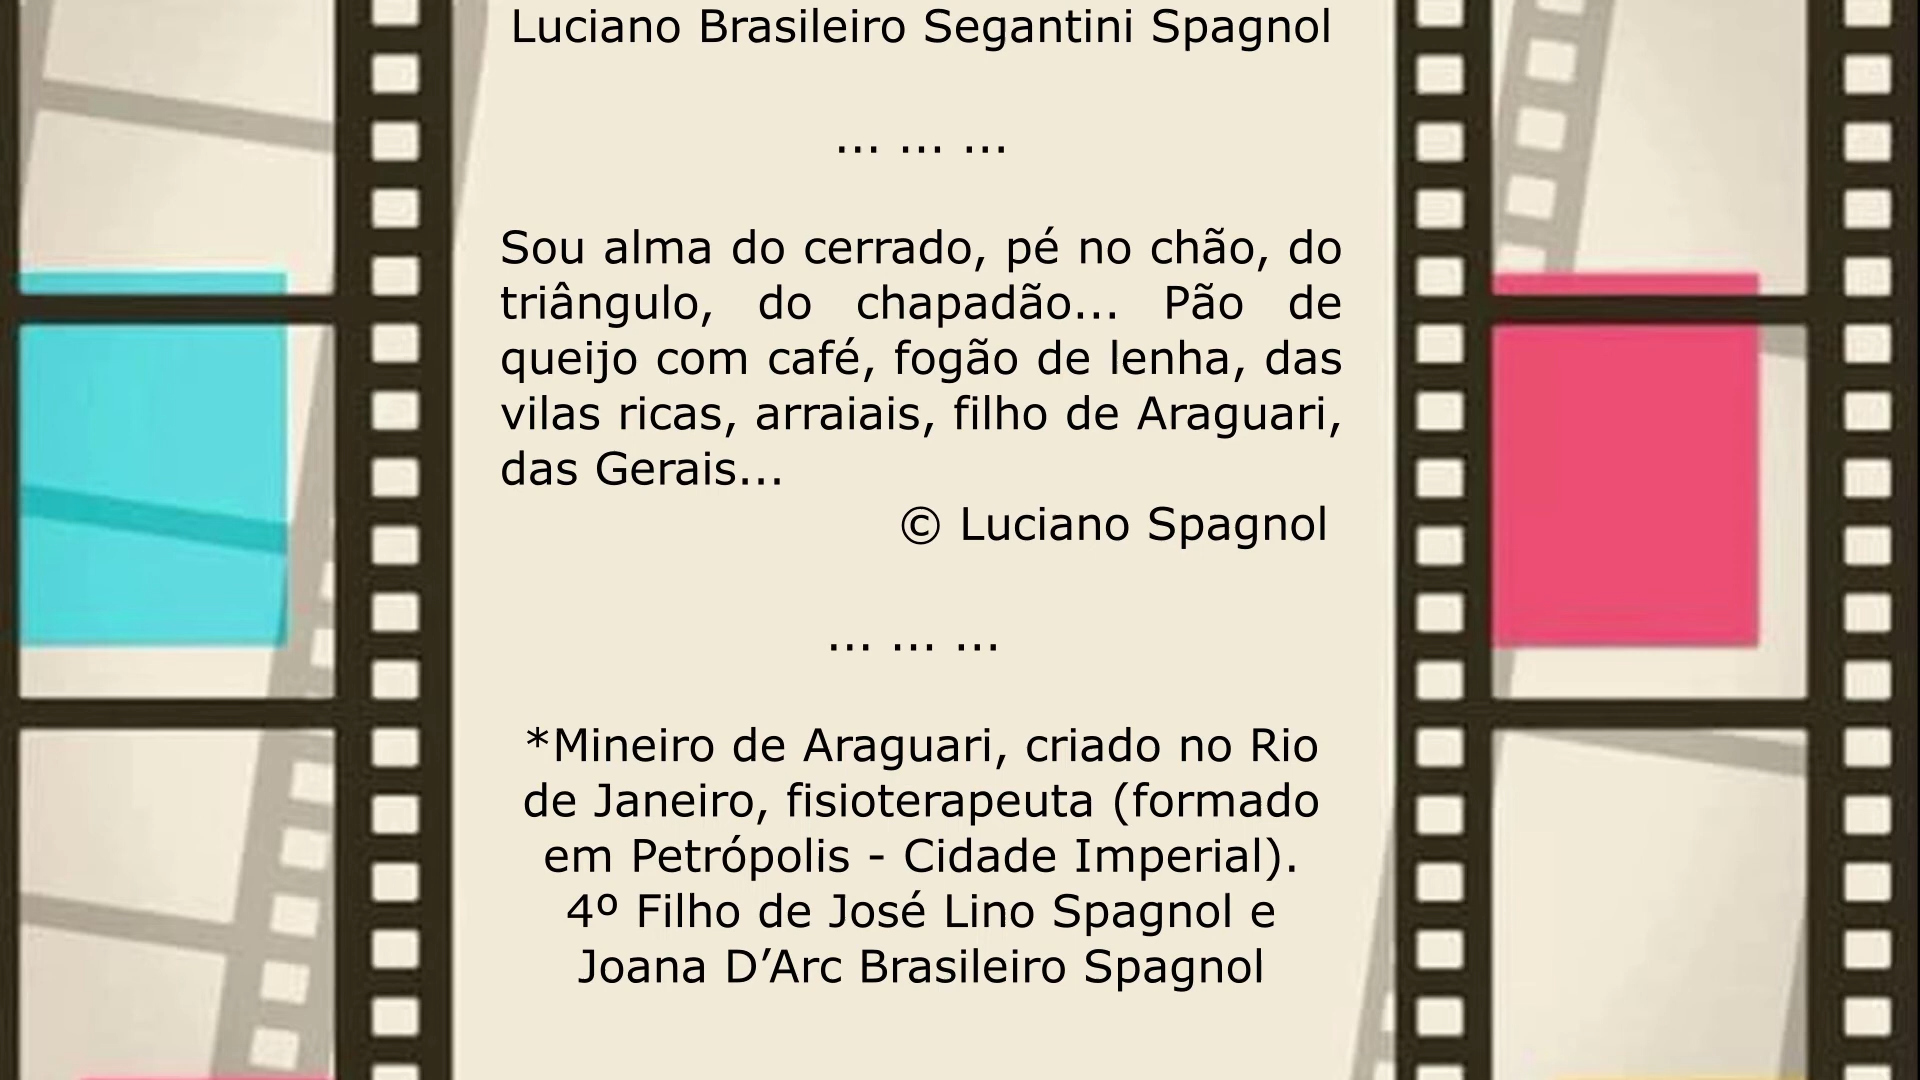 Luciano Brasileiro Segantini Spagnol
... ... ...
Sou alma do cerrado, pé no chão, do
triângulo, do chapadão... Pão de
queijo com café, fogão de lenha, das
vilas ricas, arraiais, filho de Araguari,
das Gerais...
© Luciano Spagnol
... ... ...
*Mineiro de Araguari, criado no Rio
de Janeiro, fisioterapeuta (formado
em Petrópolis - Cidade Imperial).
4º Filho de José Lino Spagnol e
Joana D’Arc Brasileiro Spagnol